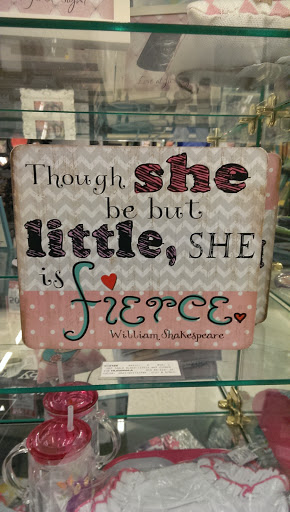 Though she
be but
little, SHE
is fierce
William Shakespeare